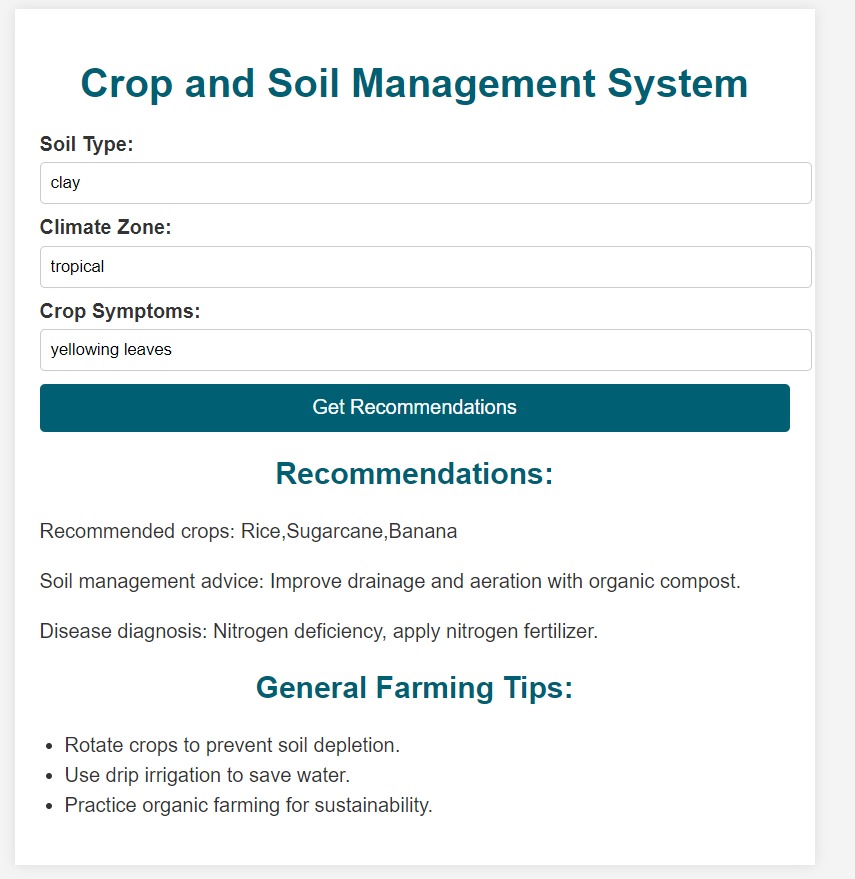 Crop and Soil Management System
Soil Type:
clay
Climate Zone:
tropical
Crop Symptoms:
yellowing leaves
Get Recommendations
Recommendations:
Recommended crops: Rice,Sugarcane,Banana
Soil management advice: Improve drainage and aeration with organic compost.
Disease diagnosis: Nitrogen deficiency, apply nitrogen fertilizer.
General Farming Tips:
• Rotate crops to prevent soil depletion.
• Use drip irrigation to save water.
• Practice organic farming for sustainability.